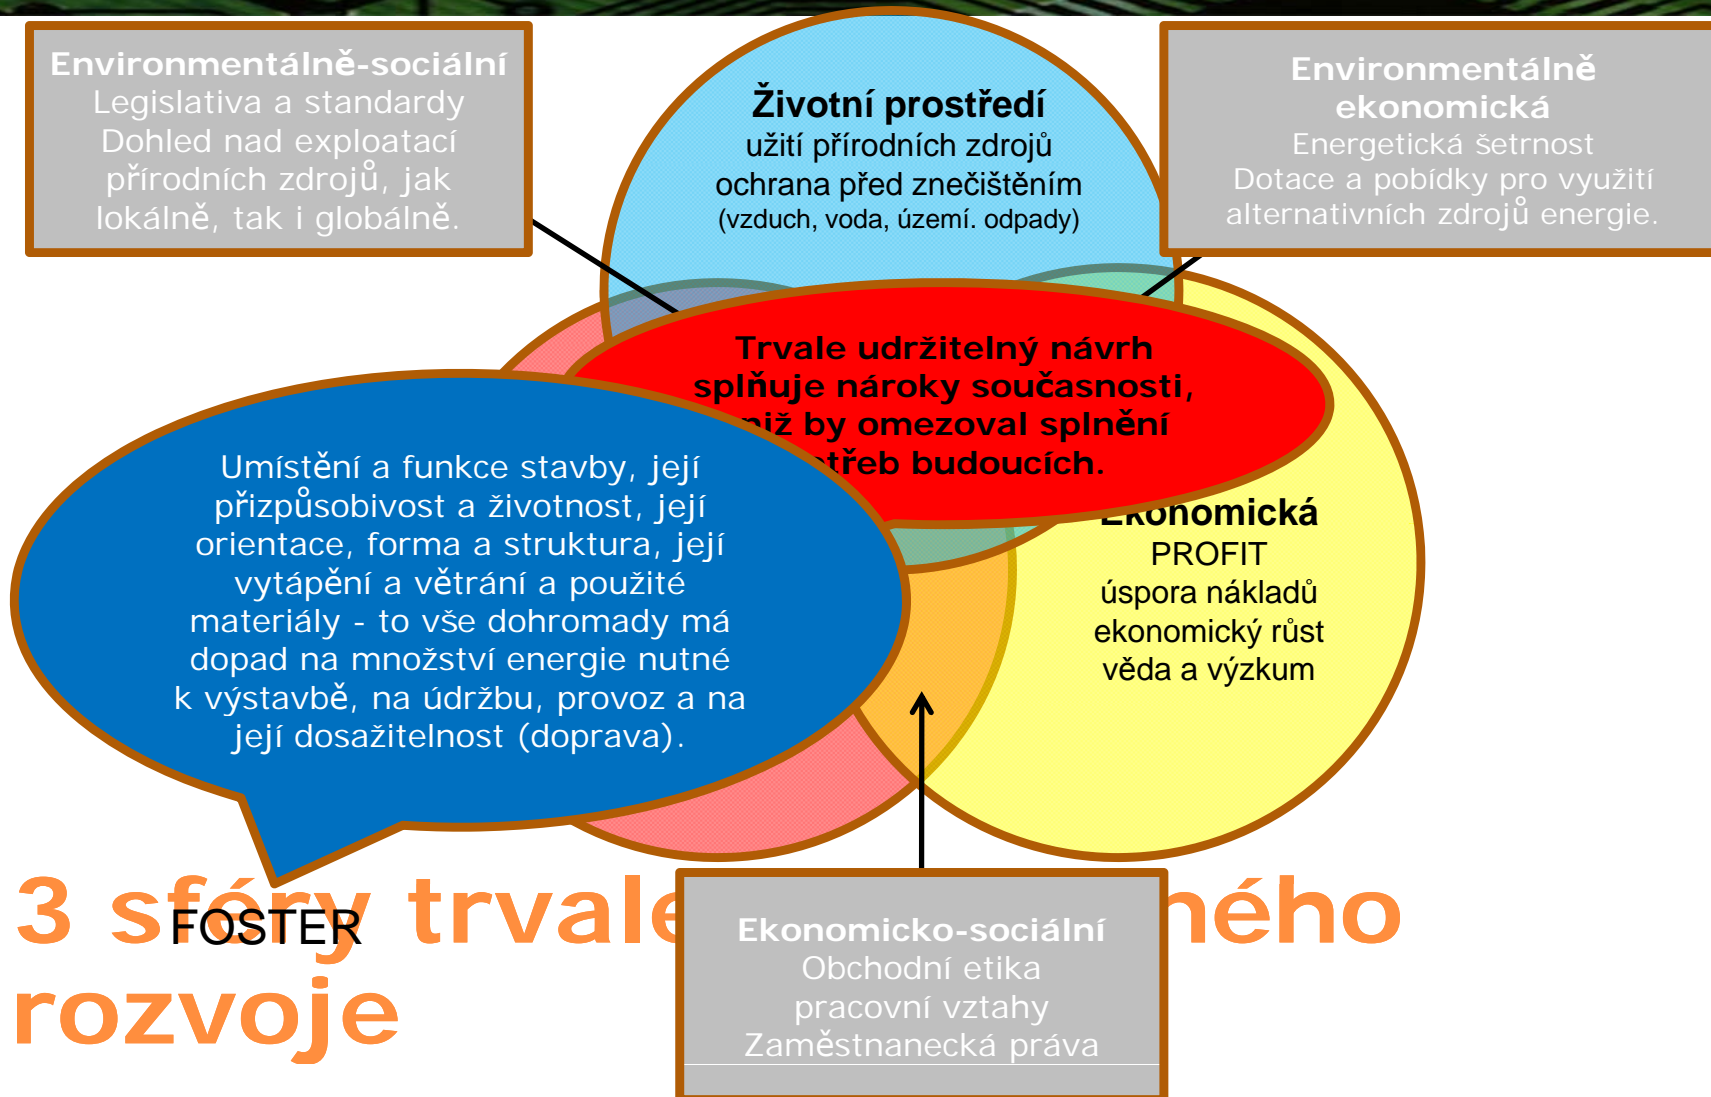 Environmentálně-sociální
Legislativa a standardy
Dohled nad exploatací
přírodních zdrojů, jak
lokálně, tak i globálně.
Životní prostředí
užití přírodních zdrojů
ochrana před znečištěním
(vzduch, voda, území. odpady)
Environmentálně
ekonomická
Energetická šetrnost
Dotace a pobídky pro využití
alternativních zdrojů energie.
Trvale udržitelný návrh
splňuje nároky současnosti,
by omezoval splnění
budoucích.
Umístění a funkce stavby, její
přizpůsobivost a životnost, její
orientace, forma a struktura, její
vytápění a větrání a použité
materiály - to vše dohromady má
dopad na množství energie nutné
k výstavbě, na údržbu, provoz a na
její dosažitelnost (doprava).
Ekonomická
PROFIT
úspora nákladů
ekonomický růst
věda a výzkum
FOSTER
3 sféry trvale
rozvoje
Ekonomicko-sociální
Obchodní etika
pracovní vztahy
Zaměstnanecká práva